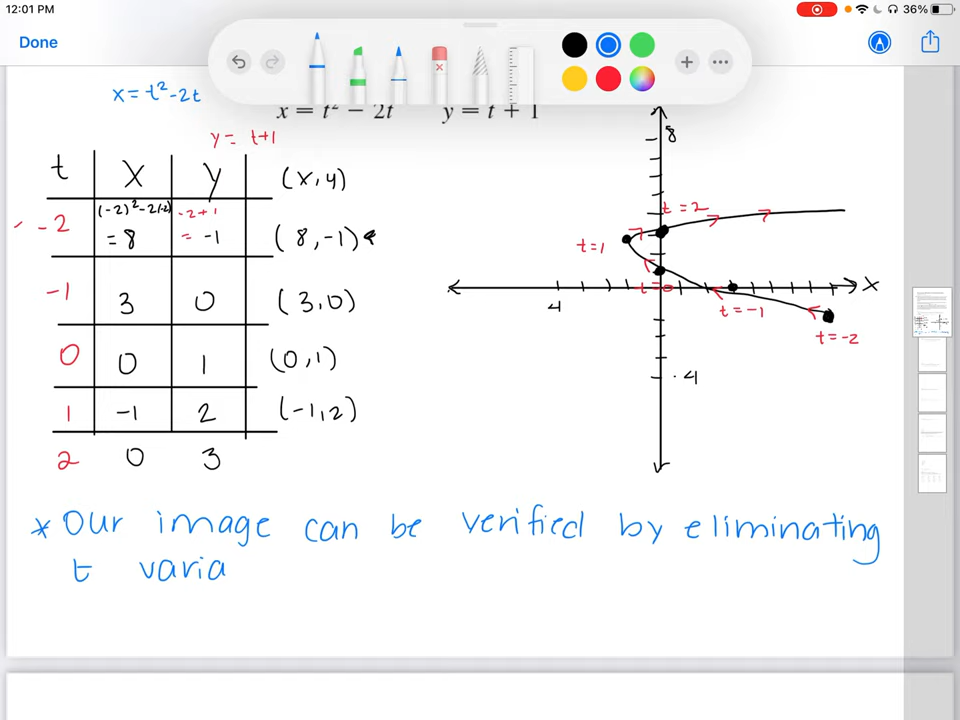 12:01 PM
36%
Done
x = t² - 2t
x = t² − 2t y = t + 1
y = t+1
t x y (x,y)
-2 (-2)²-2(-2) = 8 -2+1 = -1 (8,-1)
-1 3 0 (3,0)
0 0 1 (0,1)
1 -1 2 (-1,2)
2 0 3
8
t = 2
t=1
t=0
X
4
t = -1
t = -2
4
* Our image can be verified by eliminating
t varia